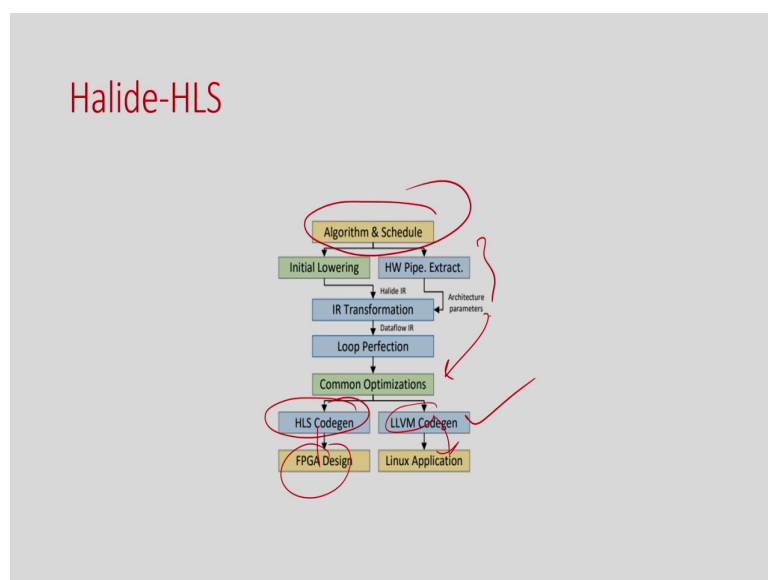 Halide-HLS
Algorithm & Schedule
Initial Lowering
HW Pipe. Extract.
Halide IR
Architecture
parameters
IR Transformation
Dataflow IR
Loop Perfection
Common Optimizations
HLS Codegen
LLVM Codegen
FPGA Design
Linux Application